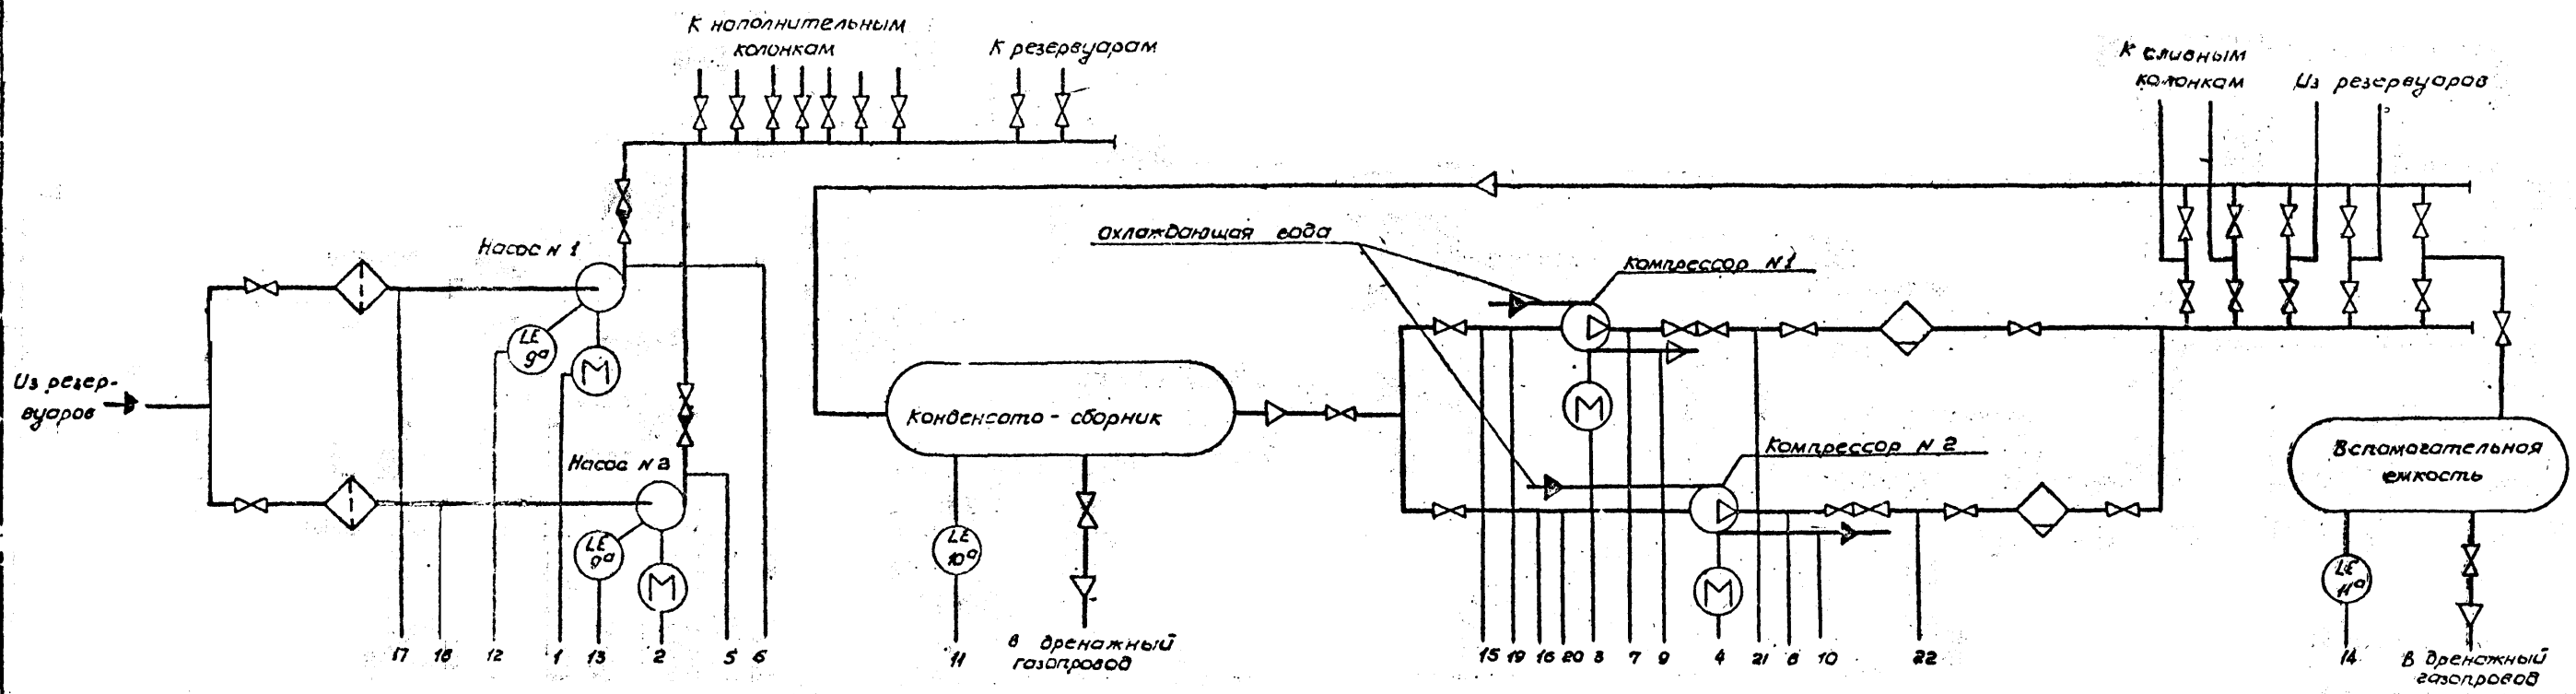 К наполнительным
колонкам
К резервуарам
К сливным
колонкам
Из резервуаров
охлаждающая вода
Насос N 1
Компрессор N1
LE
9а
M
Из резер-
вуаров
Конденсато - сборник
M
Компрессор N 2
Вспомогательная
емкость
Насос N 3
LE
9а
M
LE
10а
M
LE
11а
17 18 12 1 13 2 5 6
11
в дренажный
газопровод
15 19 16 20 3 7 9 4 21 8 10 22
14
В дренажный
газопровод